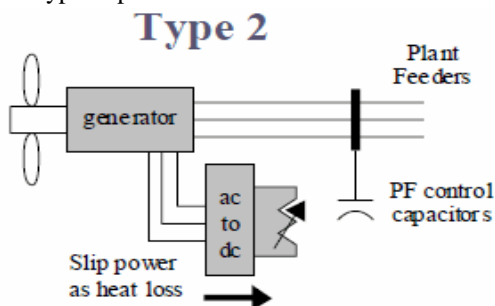 Type 2
Plant
Feeders
generator
ac
to
dc
PF control
capacitors
Slip power
as heat loss